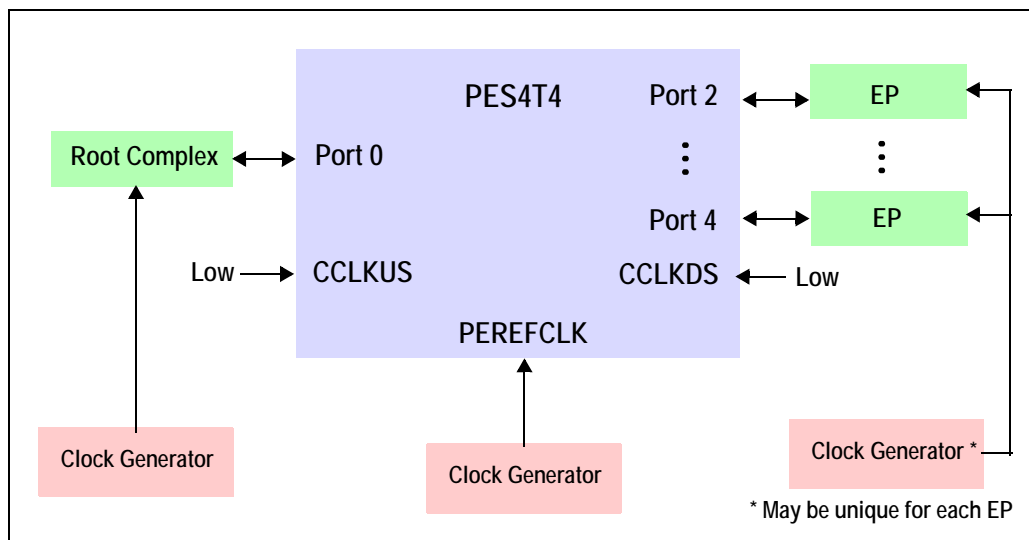 PES4T4
Port 2
EP
Root Complex
Port 0
Port 4
EP
Low
CCLKUS
CCLKDS
Low
PEREFCLK
Clock Generator
Clock Generator
Clock Generator *
* May be unique for each EP